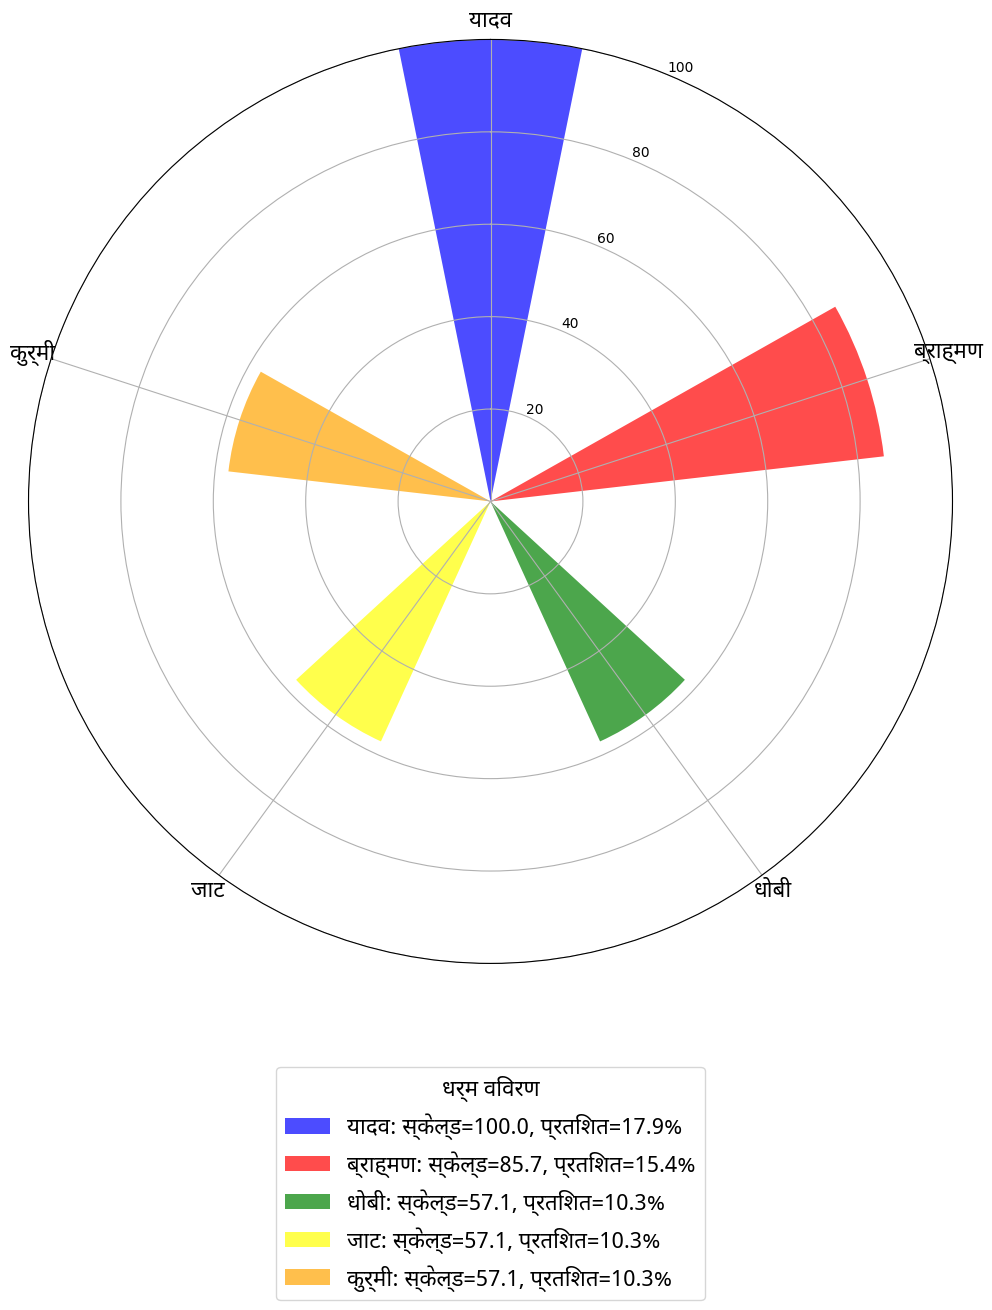 यादव
100
80
60
40
20
कुर्मी
ब्राह्मण
जाट
धोबी
धर्म विवरण
यादव: स्केल्ड=100.0, प्रतिशत=17.9%
ब्राह्मण: स्केल्ड=85.7, प्रतिशत=15.4%
धोबी: स्केल्ड=57.1, प्रतिशत=10.3%
जाट: स्केल्ड=57.1, प्रतिशत=10.3%
कुर्मी: स्केल्ड=57.1, प्रतिशत=10.3%